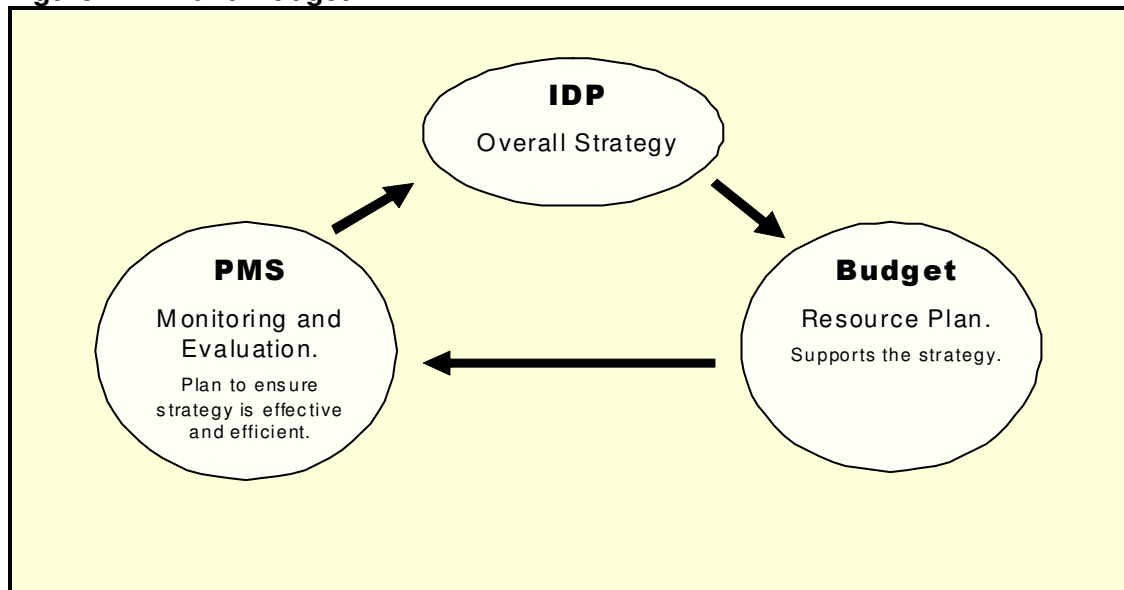 IDP
Overall Strategy
PMS
Monitoring and
Evaluation.
Plan to ensure
strategy is effective
and efficient.
Budget
Resource Plan.
Supports the strategy.